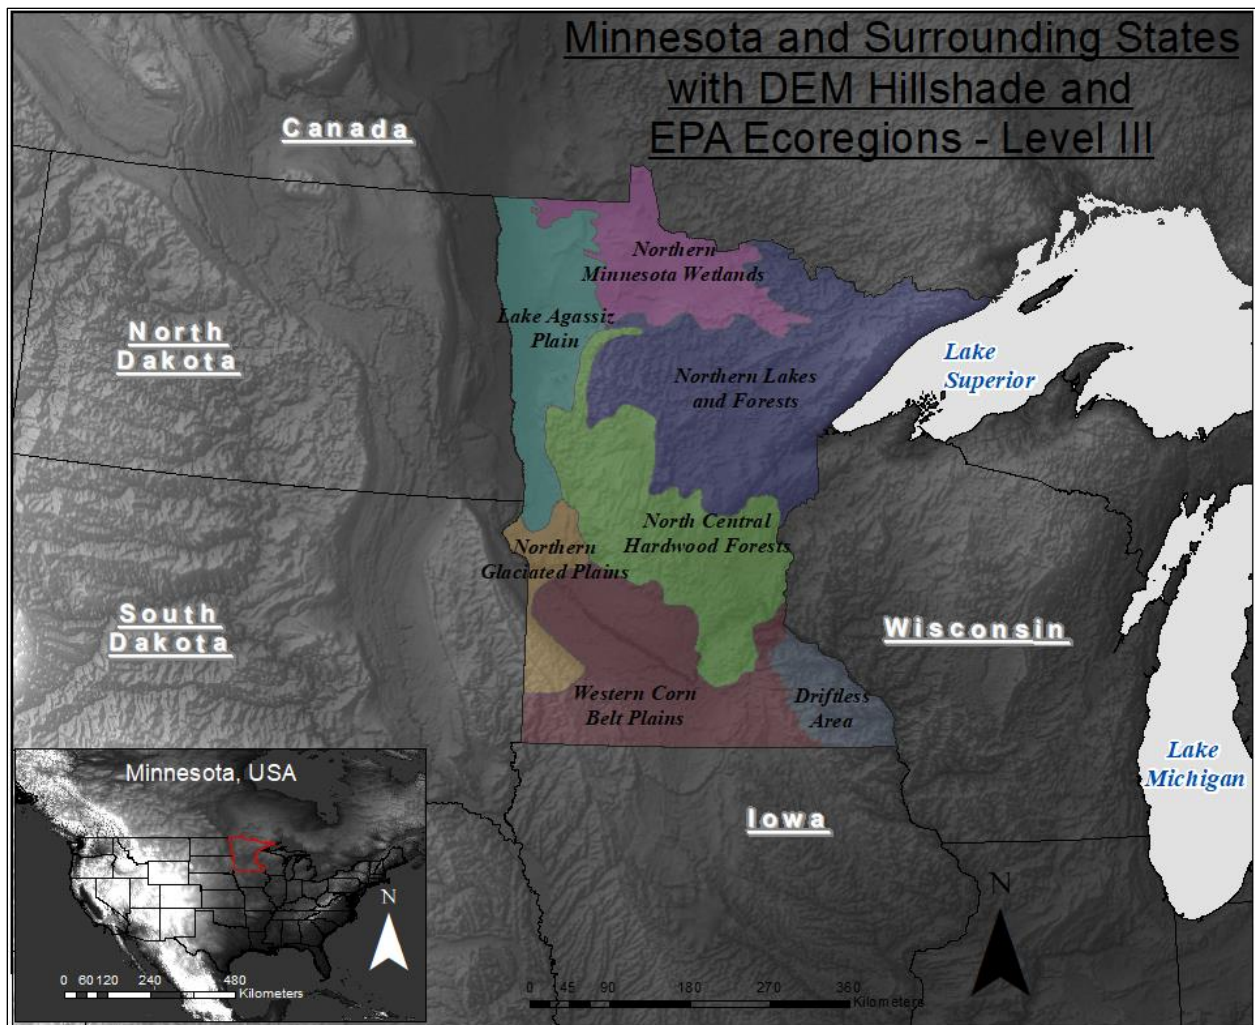 Minnesota and Surrounding States
with DEM Hillshade and
EPA Ecoregions - Level III
Canada
Northern
Minnesota Wetlands
Lake Agassiz
Plain
North
Dakota
Lake
Superior
Northern Lakes
and Forests
North Central
Hardwood Forests
Northern
Glaciated Plains
South
Dakota
Wisconsin
Western Corn
Belt Plains
Driftless
Area
Lake
Michigan
Minnesota, USA
Iowa
N
N
0 60 120 240 480
Kilometers
0 45 90 180 270 360
Kilometers